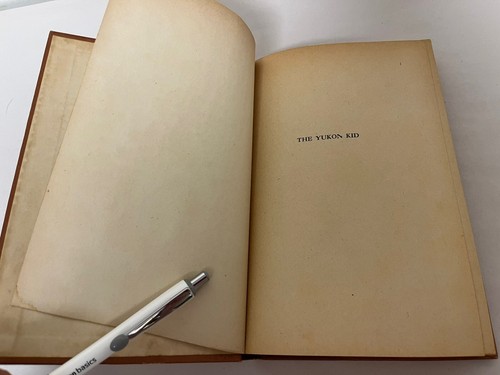 THE YUKON KID
basics